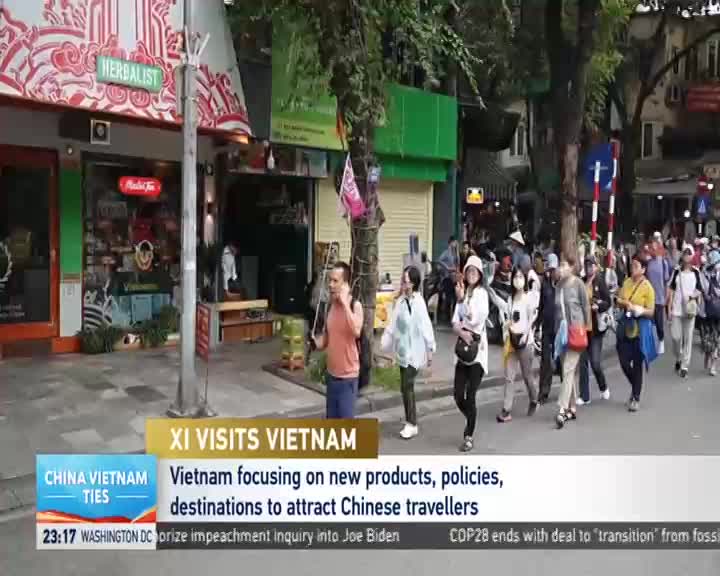 HERBALIST
XI VISITS VIETNAM
CHINA VIETNAM
TIES
Vietnam focusing on new products, policies,
destinations to attract Chinese travellers
23:17 WASHINGTON DC
horize impeachment inquiry into Joe Biden COP28 ends with deal to "transition" from fossi